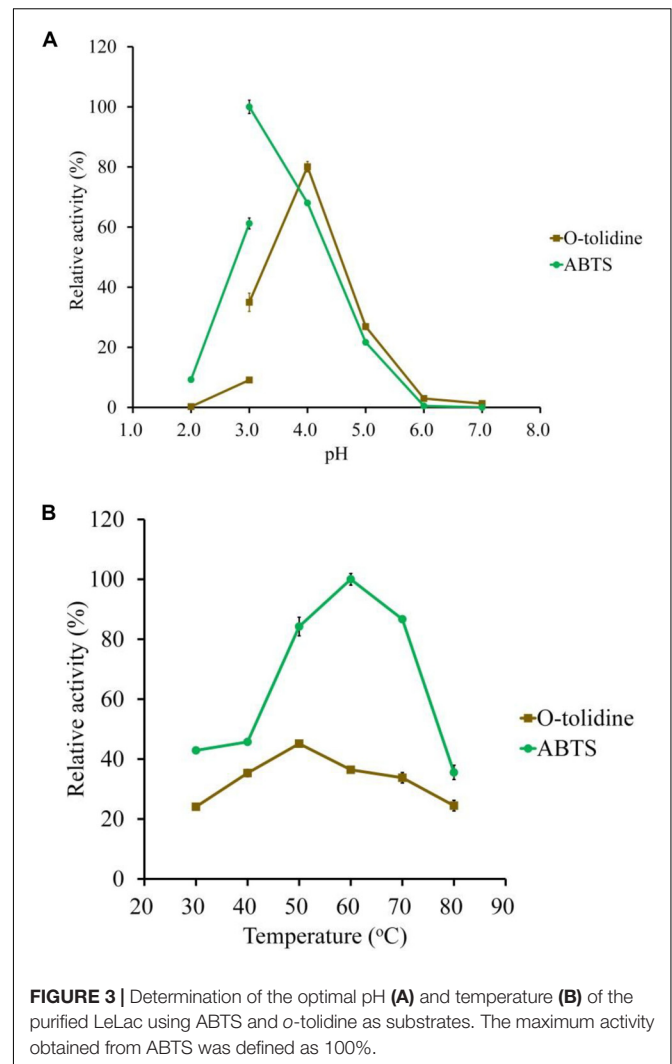 A
120
100
80
60
40
20
0
Relative activity (%)
1.0 2.0 3.0 4.0 5.0 6.0 7.0 8.0
pH
O-tolidine
ABTS
B
120
100
80
60
40
20
0
Relative activity (%)
20 30 40 50 60 70 80 90
Temperature (°C)
O-tolidine
ABTS
FIGURE 3 | Determination of the optimal pH (A) and temperature (B) of the
purified LeLac using ABTS and o-tolidine as substrates. The maximum activity
obtained from ABTS was defined as 100%.